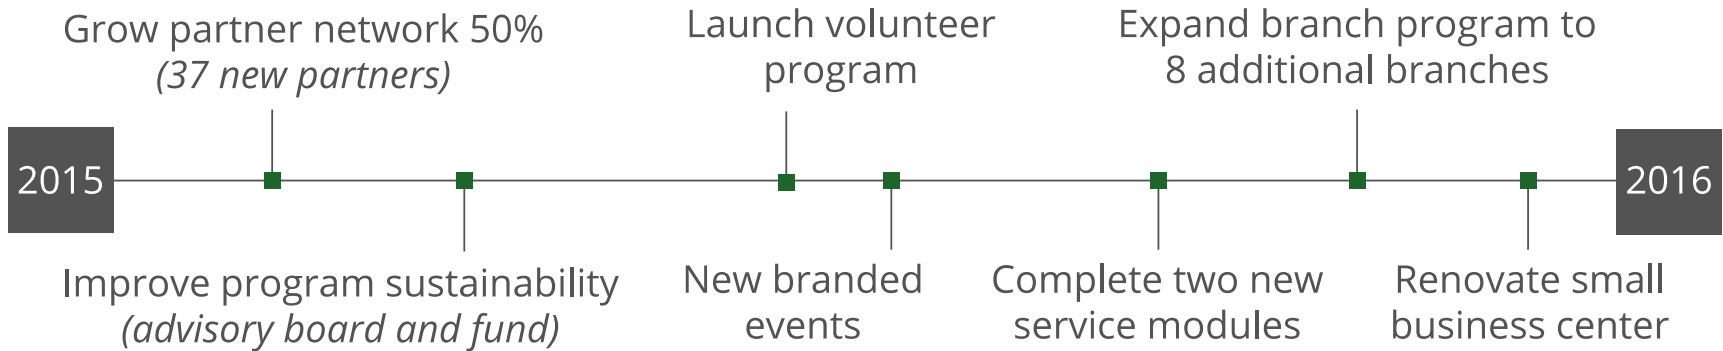 Grow partner network 50%
(37 new partners)
Launch volunteer
program
Expand branch program to
8 additional branches
2015
2016
Improve program sustainability
(advisory board and fund)
New branded
events
Complete two new
service modules
Renovate small
business center